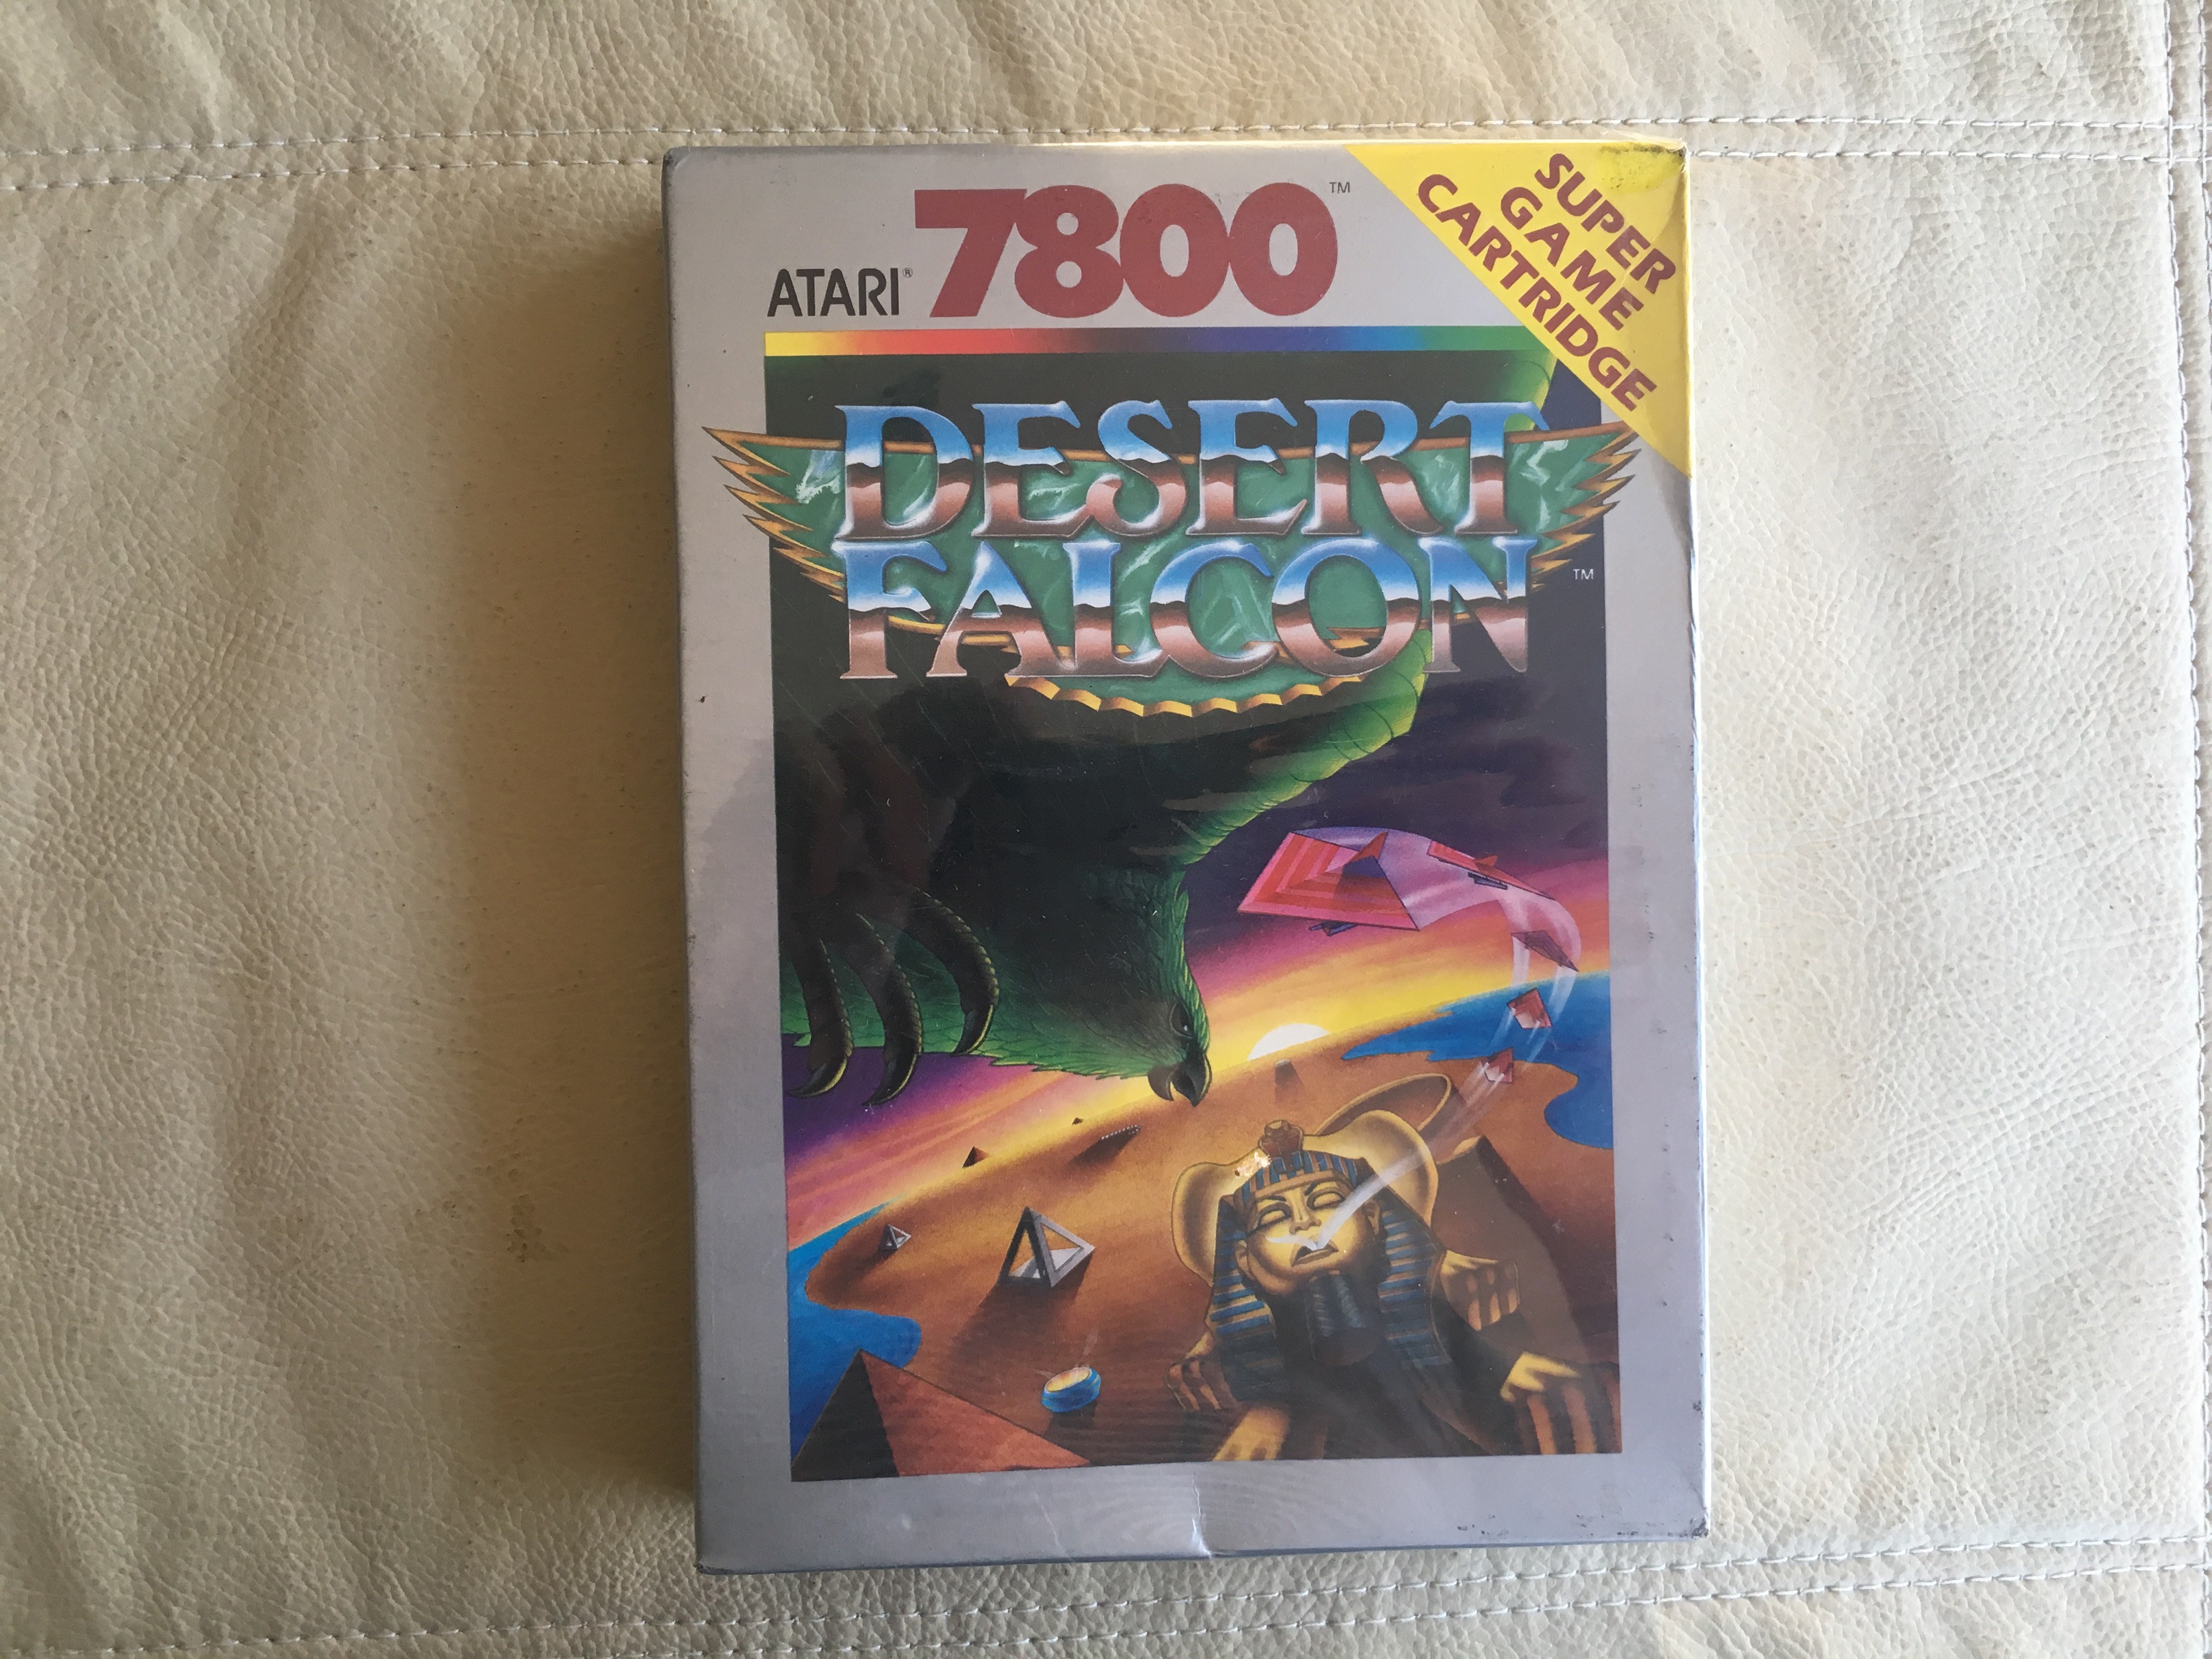 ATARI® 7800™
SUPER
GAME
CARTRIDGE
DESERT
FALCON™